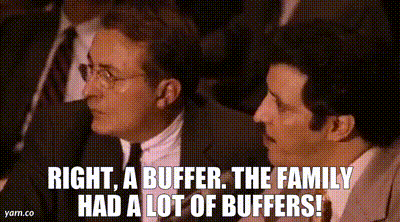 RIGHT, A BUFFER. THE FAMILY
HAD A LOT OF BUFFERS!
yarn.co